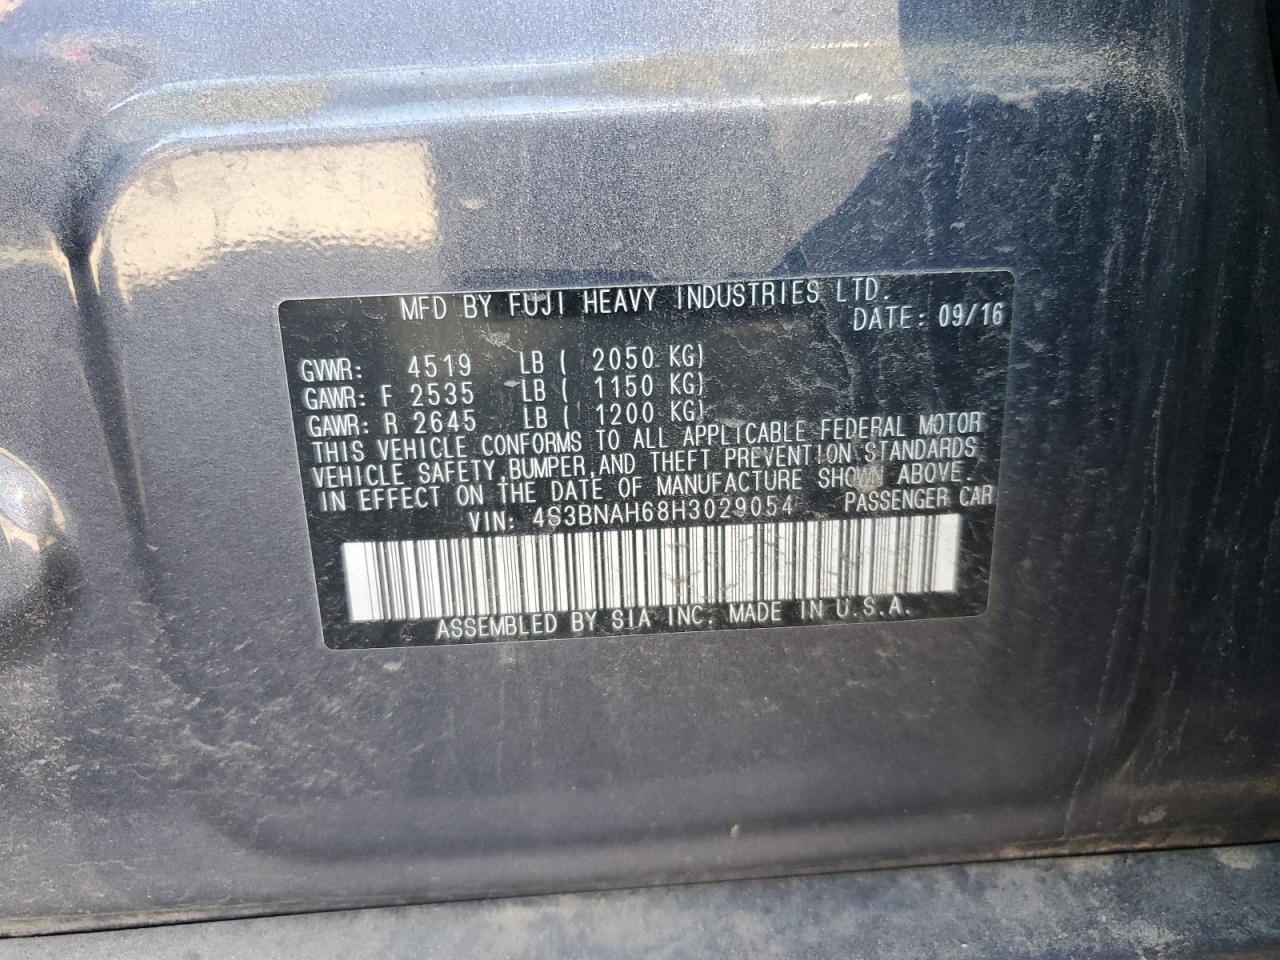 MFD BY FUJI HEAVY INDUSTRIES LTD.
DATE: 09/16
GVWR: 4519 LB ( 2050 KG)
GAWR: F 2535 LB ( 1150 KG)
GAWR: R 2645 LB ( 1200 KG)
THIS VEHICLE CONFORMS TO ALL APPLICABLE FEDERAL MOTOR
VEHICLE SAFETY, BUMPER, AND THEFT PREVENTION STANDARDS
IN EFFECT ON THE DATE OF MANUFACTURE SHOWN ABOVE.
VIN: 4S3BNAH68H3029054 PASSENGER CAR
ASSEMBLED BY SIA INC. MADE IN U.S.A.